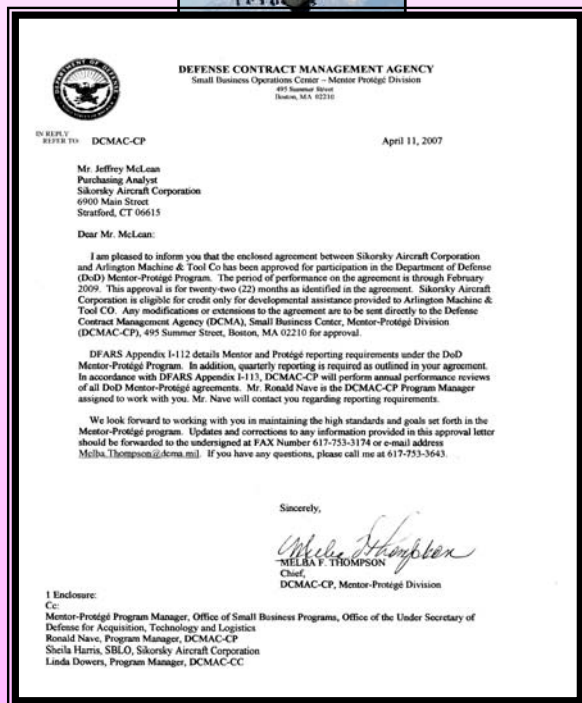 DEFENSE CONTRACT MANAGEMENT AGENCY
Small Business Operations Center – Mentor Protégé Division
495 Summer Street
Boston, MA 02210
IN REPLY
REFER TO DCMAC-CP
April 11, 2007
Mr. Jeffrey McLean
Purchasing Analyst
Sikorsky Aircraft Corporation
6900 Main Street
Stratford, CT 06615
Dear Mr. McLean:
I am pleased to inform you that the enclosed agreement between Sikorsky Aircraft Corporation
and Arlington Machine & Tool Co has been approved for participation in the Department of Defense
(DoD) Mentor-Protégé Program. The period of performance on the agreement is through February
2009. This approval is for twenty-two (22) months as identified in the agreement. Sikorsky Aircraft
Corporation is eligible for credit only for developmental assistance provided to Arlington Machine &
Tool CO. Any modifications or extensions to the agreement are to be sent directly to the Defense
Contract Management Agency (DCMA), Small Business Center, Mentor-Protégé Division
(DCMAC-CP), 495 Summer Street, Boston, MA 02210 for approval.
DFARS Appendix I-112 details Mentor and Protégé reporting requirements under the DoD
Mentor-Protégé Program. In addition, quarterly reporting is required as outlined in your agreement.
In accordance with DFARS Appendix I-113, DCMAC-CP will perform annual performance reviews
of all DoD Mentor-Protégé agreements. Mr. Ronald Nave is the DCMAC-CP Program Manager
assigned to work with you. Mr. Nave will contact you regarding reporting requirements.
We look forward to working with you in maintaining the high standards and goals set forth in the
Mentor-Protégé program. Updates and corrections to any information provided in this approval letter
should be forwarded to the undersigned at FAX Number 617-753-3174 or e-mail address
Melba.Thompson@dcma.mil. If you have any questions, please call me at 617-753-3643.
Sincerely,
MELBA F. THOMPSON
Chief,
DCMAC-CP, Mentor-Protégé Division
1 Enclosure:
Cc:
Mentor-Protégé Program Manager, Office of Small Business Programs, Office of the Under Secretary of
Defense for Acquisition, Technology and Logistics
Ronald Nave, Program Manager, DCMAC-CP
Sheila Harris, SBLO, Sikorsky Aircraft Corporation
Linda Dowers, Program Manager, DCMAC-CC